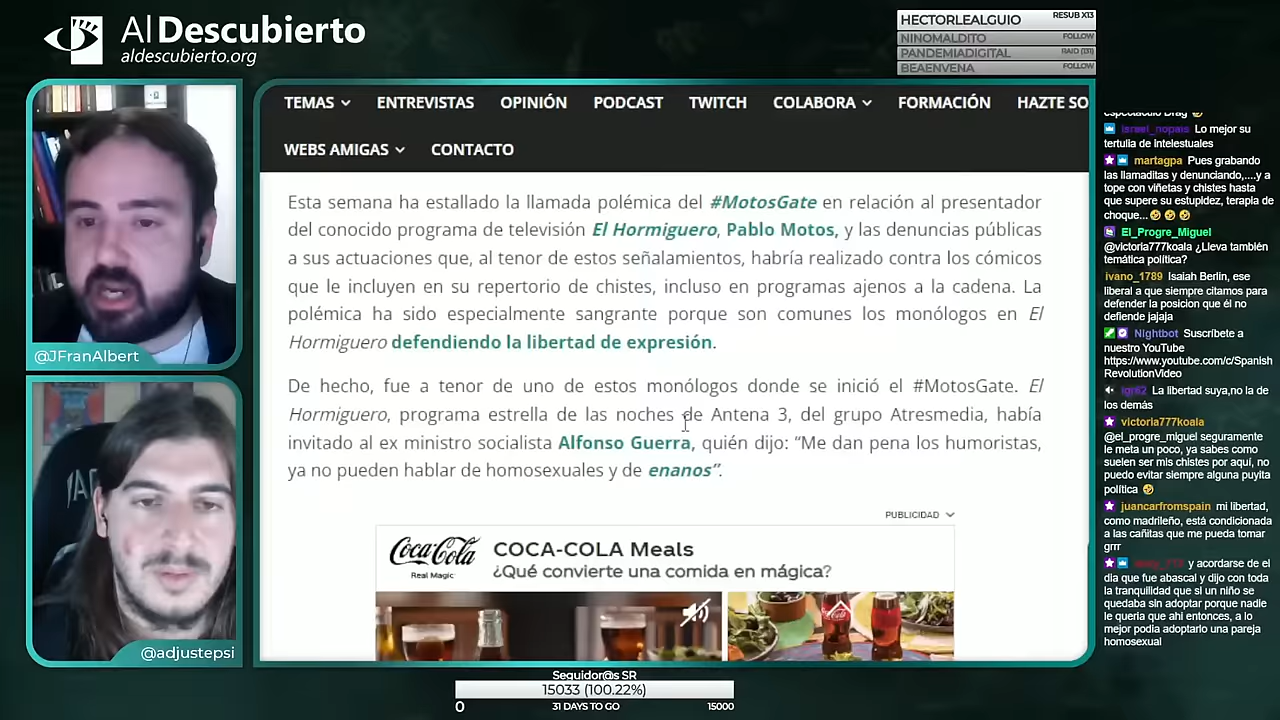 Al Descubierto
aldescubierto.org
HECTORLEALGUIO RESUB X13
NINOMALDITO FOLLOW
PANDEMIADIGITAL RAID (131)
BEAENVENA FOLLOW
TEMAS ENTREVISTAS OPINIÓN PODCAST TWITCH COLABORA FORMACIÓN HAZTE SO
WEBS AMIGAS CONTACTO
Esta semana ha estallado la llamada polémica del #MotosGate en relación al presentador
del conocido programa de televisión El Hormiguero, Pablo Motos, y las denuncias públicas
a sus actuaciones que, al tenor de estos señalamientos, habría realizado contra los cómicos
que le incluyen en su repertorio de chistes, incluso en programas ajenos a la cadena. La
polémica ha sido especialmente sangrante porque son comunes los monólogos en El
Hormiguero defendiendo la libertad de expresión.
De hecho, fue a tenor de uno de estos monólogos donde se inició el #MotosGate. El
Hormiguero, programa estrella de las noches de Antena 3, del grupo Atresmedia, había
invitado al ex ministro socialista Alfonso Guerra, quién dijo: “Me dan pena los humoristas,
ya no pueden hablar de homosexuales y de enanos”.
PUBLICIDAD
Coca-Cola
Real Magic
COCA-COLA Meals
¿Qué convierte una comida en mágica?
@JFranAlbert
@adjustepsi
israel_nopais Lo mejor su
tertulia de intelestuales
martagpa Pues grabando
las llamaditas y denunciando,....y a
tope con viñetas y chistes hasta
que supere su estupidez, terapia de
choque...
El_Progre_Miguel
@victoria777koala ¿Lleva también
temática política?
ivano_1789 Isaiah Berlin, ese
liberal a que siempre citamos para
defender la posicion que él no
defiende jajaja
Nightbot Suscríbete a
nuestro YouTube
https://www.youtube.com/c/Spanish
RevolutionVideo
La libertad suya,no la de
los demás
victoria777koala
@el_progre_miguel seguramente
le meta un poco, ya sabes como
suelen ser mis chistes por aquí, no
puedo evitar siempre alguna puyita
política
juancarfromspain mi libertad,
como madrileño, está condicionada
a las cañitas que me pueda tomar
grrr
y acordarse de el
dia que fue abascal y dijo con toda
la tranquilidad que si un niño se
quedaba sin adoptar porque nadie
le queria que ahi entonces, a lo
mejor podia adoptarlo una pareja
homosexual
Seguidor@s SR
15033 (100.22%)
0 31 DAYS TO GO 15000